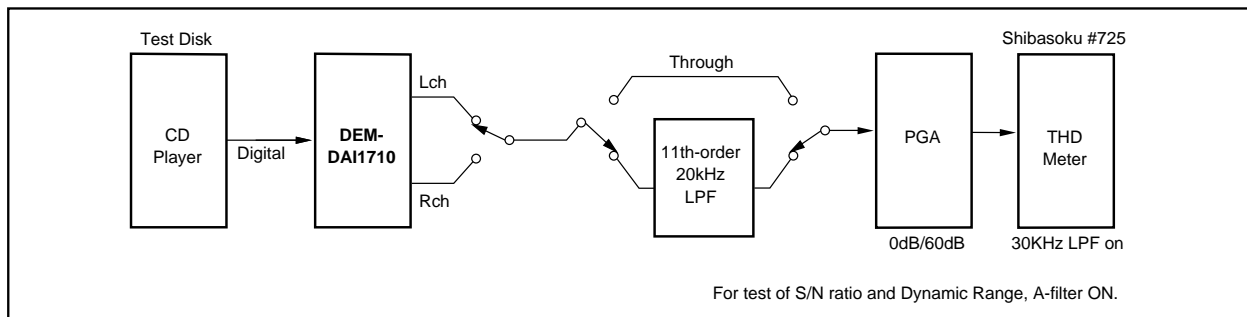 Test Disk
CD
Player
Digital
DEM-
DAI1710
Lch
Rch
Through
11th-order
20kHz
LPF
PGA
0dB/60dB
Shibasoku #725
THD
Meter
30KHz LPF on
For test of S/N ratio and Dynamic Range, A-filter ON.